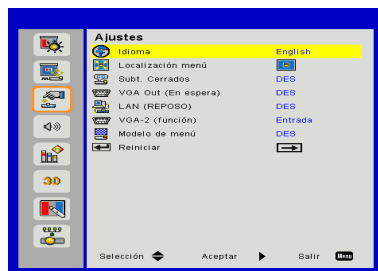 Ajustes
Idioma English
Localización menú
Subt. Cerrados DES
VGA Out (En espera) DES
LAN (REPOSO) DES
VGA-2 (función) Entrada
Modelo de menú DES
Reiniciar
3D
Selección Aceptar Salir Menu